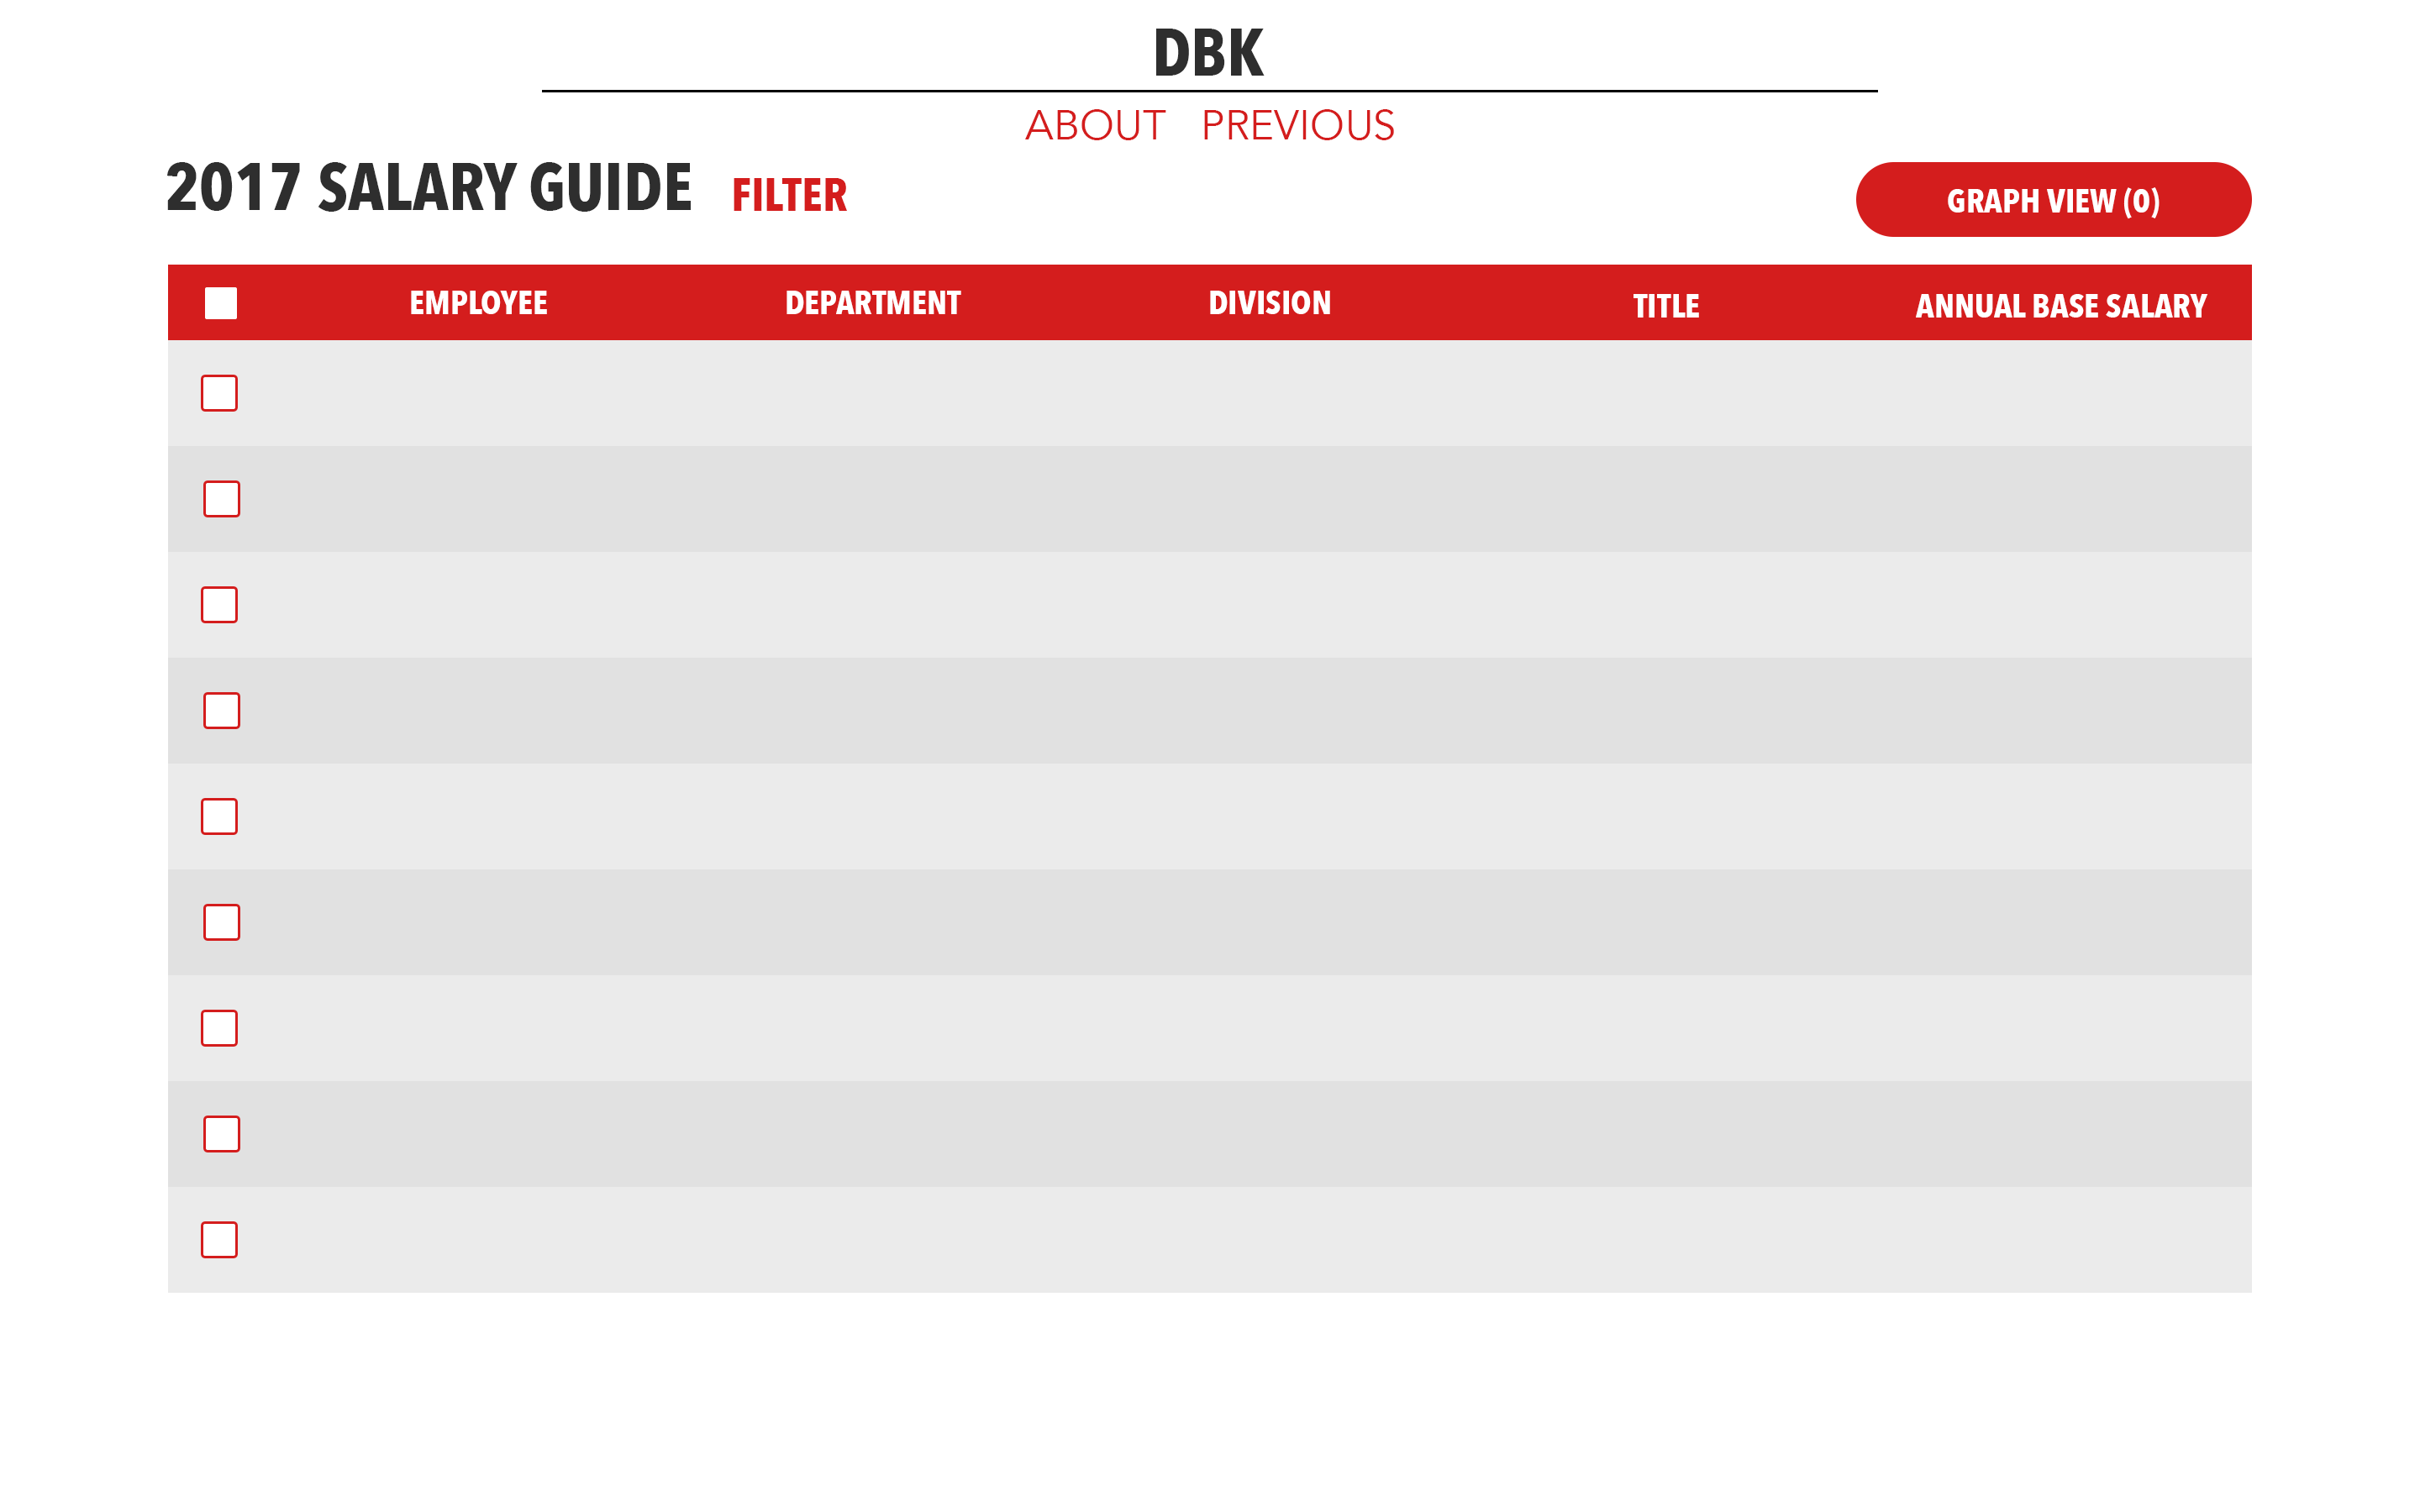 DBK
ABOUT PREVIOUS
2017 SALARY GUIDE FILTER
GRAPH VIEW (0)
EMPLOYEE DEPARTMENT DIVISION TITLE ANNUAL BASE SALARY